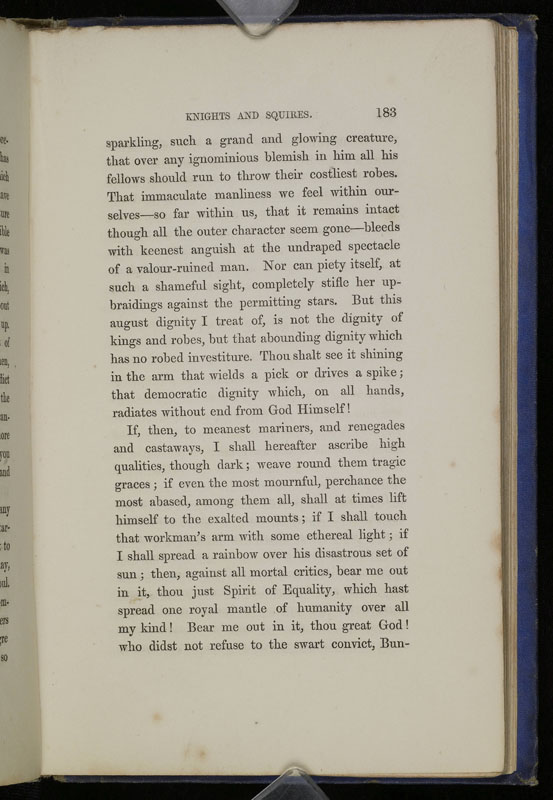 KNIGHTS AND SQUIRES. 183
sparkling, such a grand and glowing creature,
that over any ignominious blemish in him all his
fellows should run to throw their costliest robes.
That immaculate manliness we feel within our-
selves—so far within us, that it remains intact
though all the outer character seem gone—bleeds
with keenest anguish at the undraped spectacle
of a valour-ruined man. Nor can piety itself, at
such a shameful sight, completely stifle her up-
braidings against the permitting stars. But this
august dignity I treat of, is not the dignity of
kings and robes, but that abounding dignity which
has no robed investiture. Thou shalt see it shining
in the arm that wields a pick or drives a spike;
that democratic dignity which, on all hands,
radiates without end from God Himself!
If, then, to meanest mariners, and renegades
and castaways, I shall hereafter ascribe high
qualities, though dark; weave round them tragic
graces; if even the most mournful, perchance the
most abased, among them all, shall at times lift
himself to the exalted mounts; if I shall touch
that workman's arm with some ethereal light; if
I shall spread a rainbow over his disastrous set of
sun; then, against all mortal critics, bear me out
in it, thou just Spirit of Equality, which hast
spread one royal mantle of humanity over all
my kind! Bear me out in it, thou great God!
who didst not refuse to the swart convict, Bun-